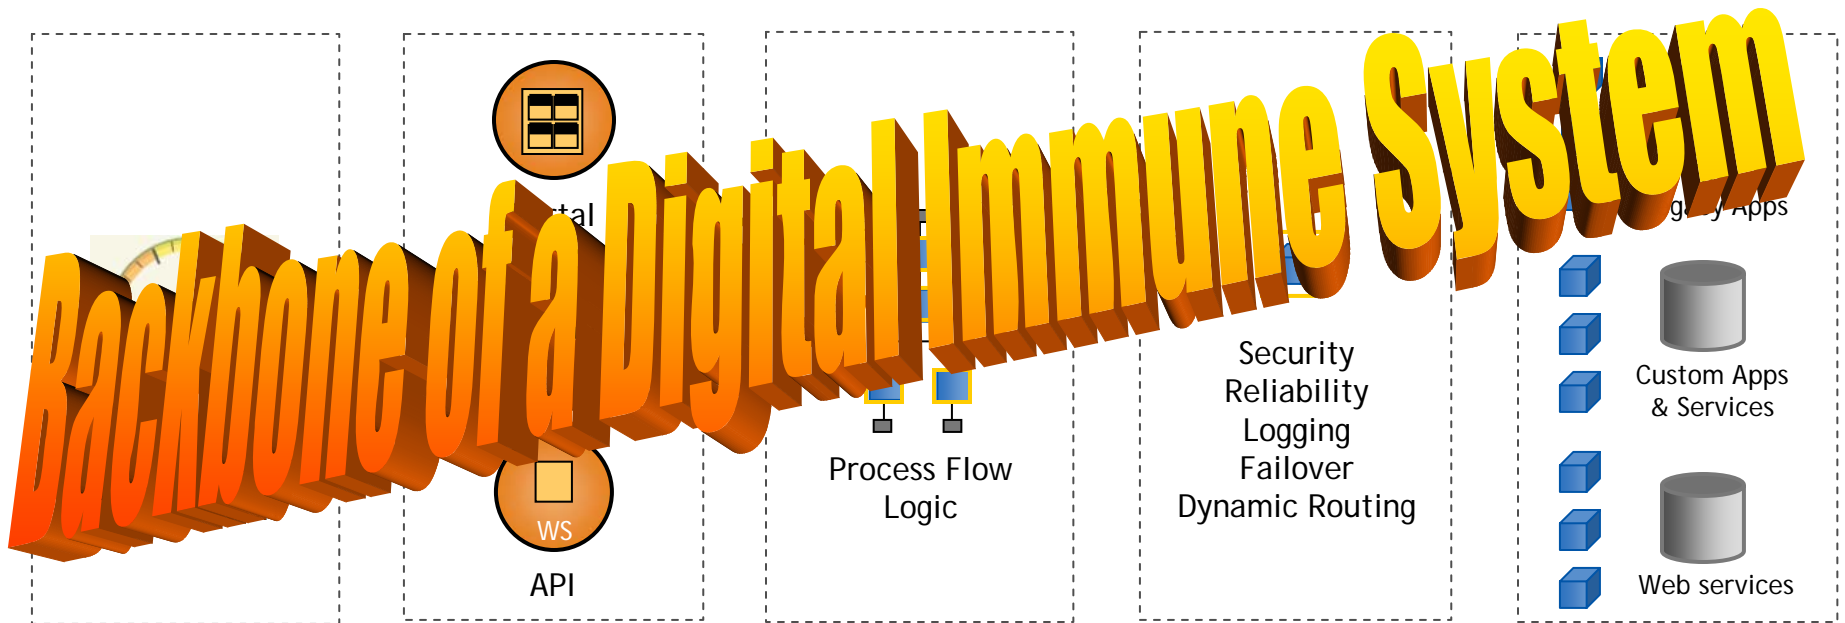 Backbone of a Digital Immune System
WS
API
Process Flow
Logic
Security
Reliability
Logging
Failover
Dynamic Routing
Apps
Custom Apps
& Services
Web services